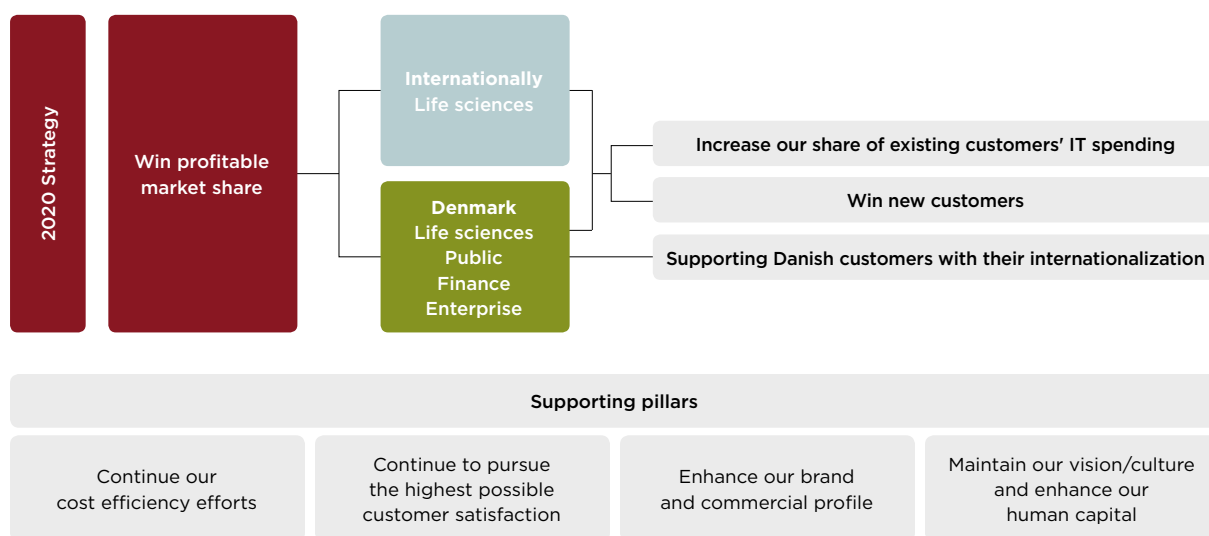 2020 Strategy
Win profitable
market share
Internationally
Life sciences
Denmark
Life sciences
Public
Finance
Enterprise
Increase our share of existing customers' IT spending
Win new customers
Supporting Danish customers with their internationalization
Supporting pillars
Continue our
cost efficiency efforts
Continue to pursue
the highest possible
customer satisfaction
Enhance our brand
and commercial profile
Maintain our vision/culture
and enhance our
human capital